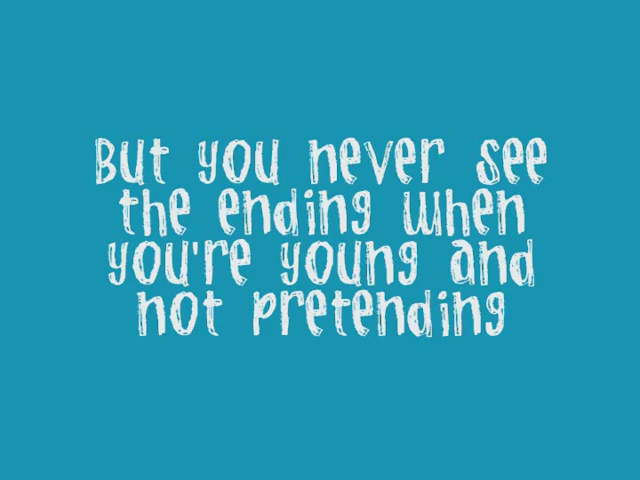 But you never see
the ending when
you're young and
not pretending